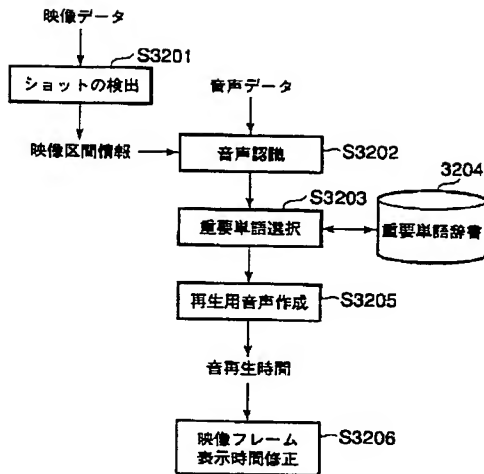 映像データ
S3201
ショットの検出
音声データ
映像区間情報
音声認識
S3202
S3203
3204
重要単語選択
重要単語辞書
再生用音声作成
S3205
音再生時間
映像フレーム
表示時間修正
S3206